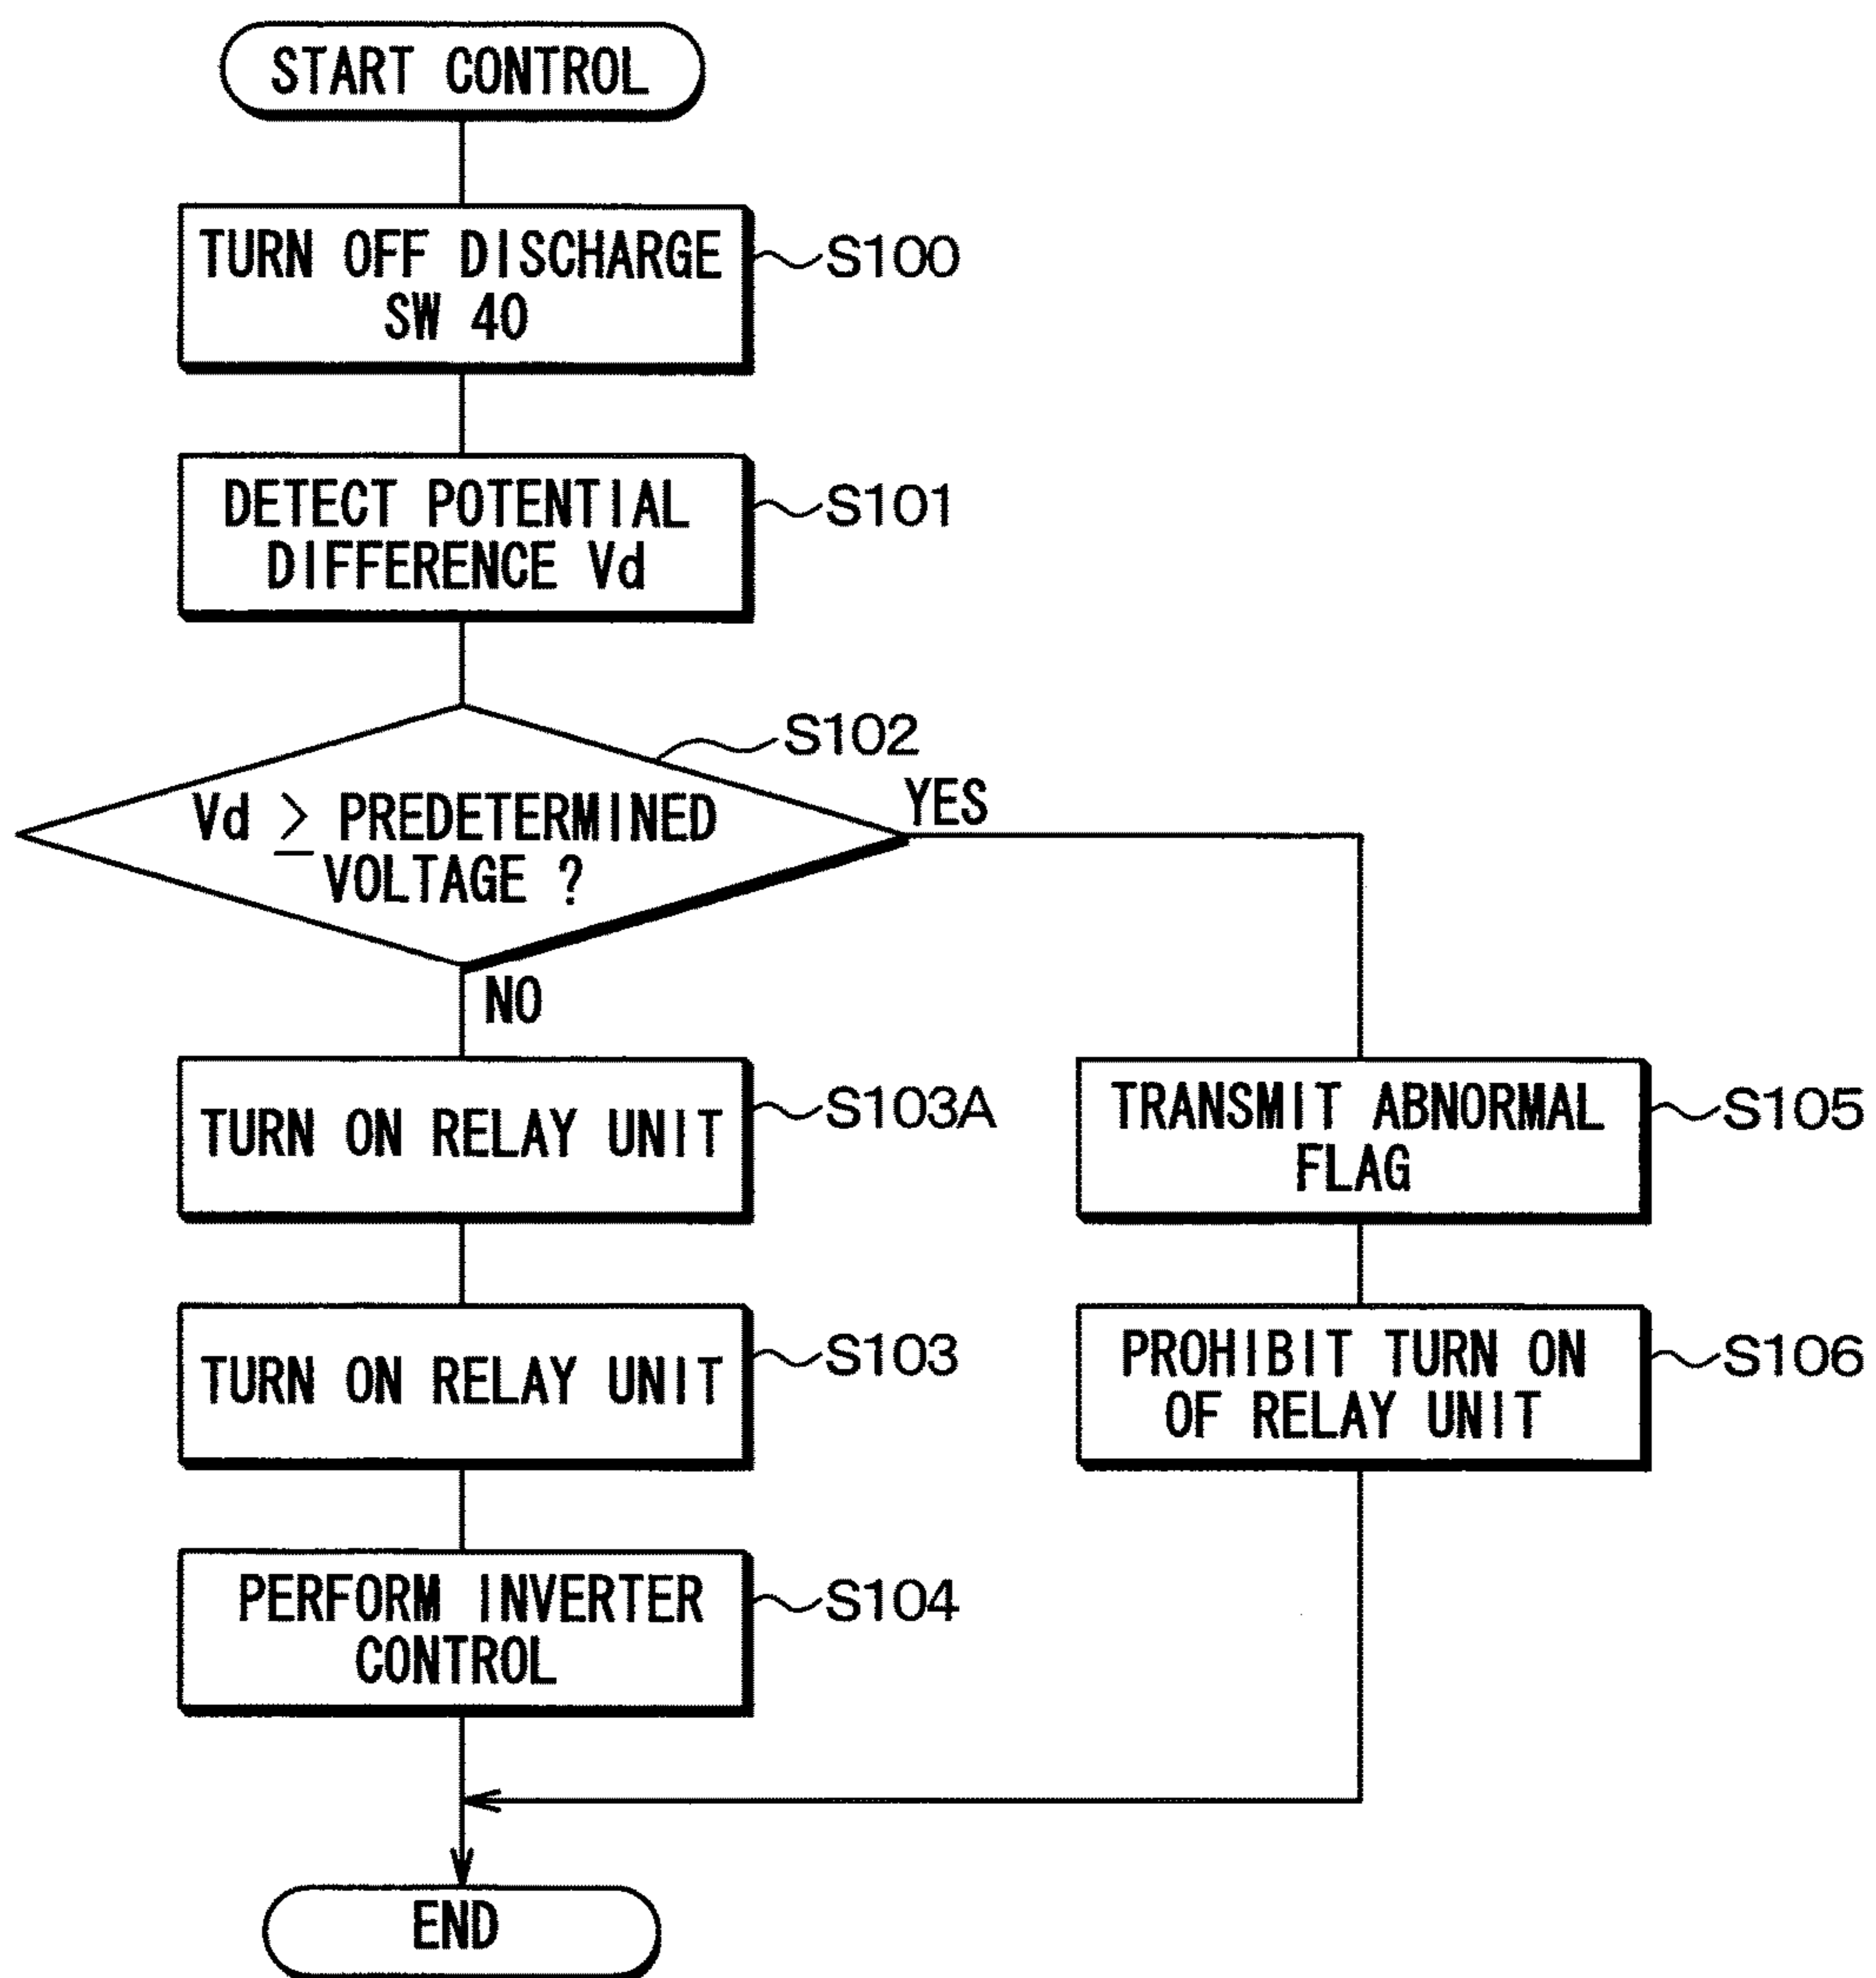 START CONTROL
TURN OFF DISCHARGE
SW 40
S100
DETECT POTENTIAL
DIFFERENCE Vd
S101
S102
Vd ≥ PREDETERMINED
VOLTAGE ?
YES
NO
TURN ON RELAY UNIT
S103A
TRANSMIT ABNORMAL
FLAG
S105
TURN ON RELAY UNIT
S103
PROHIBIT TURN ON
OF RELAY UNIT
S106
PERFORM INVERTER
CONTROL
S104
END